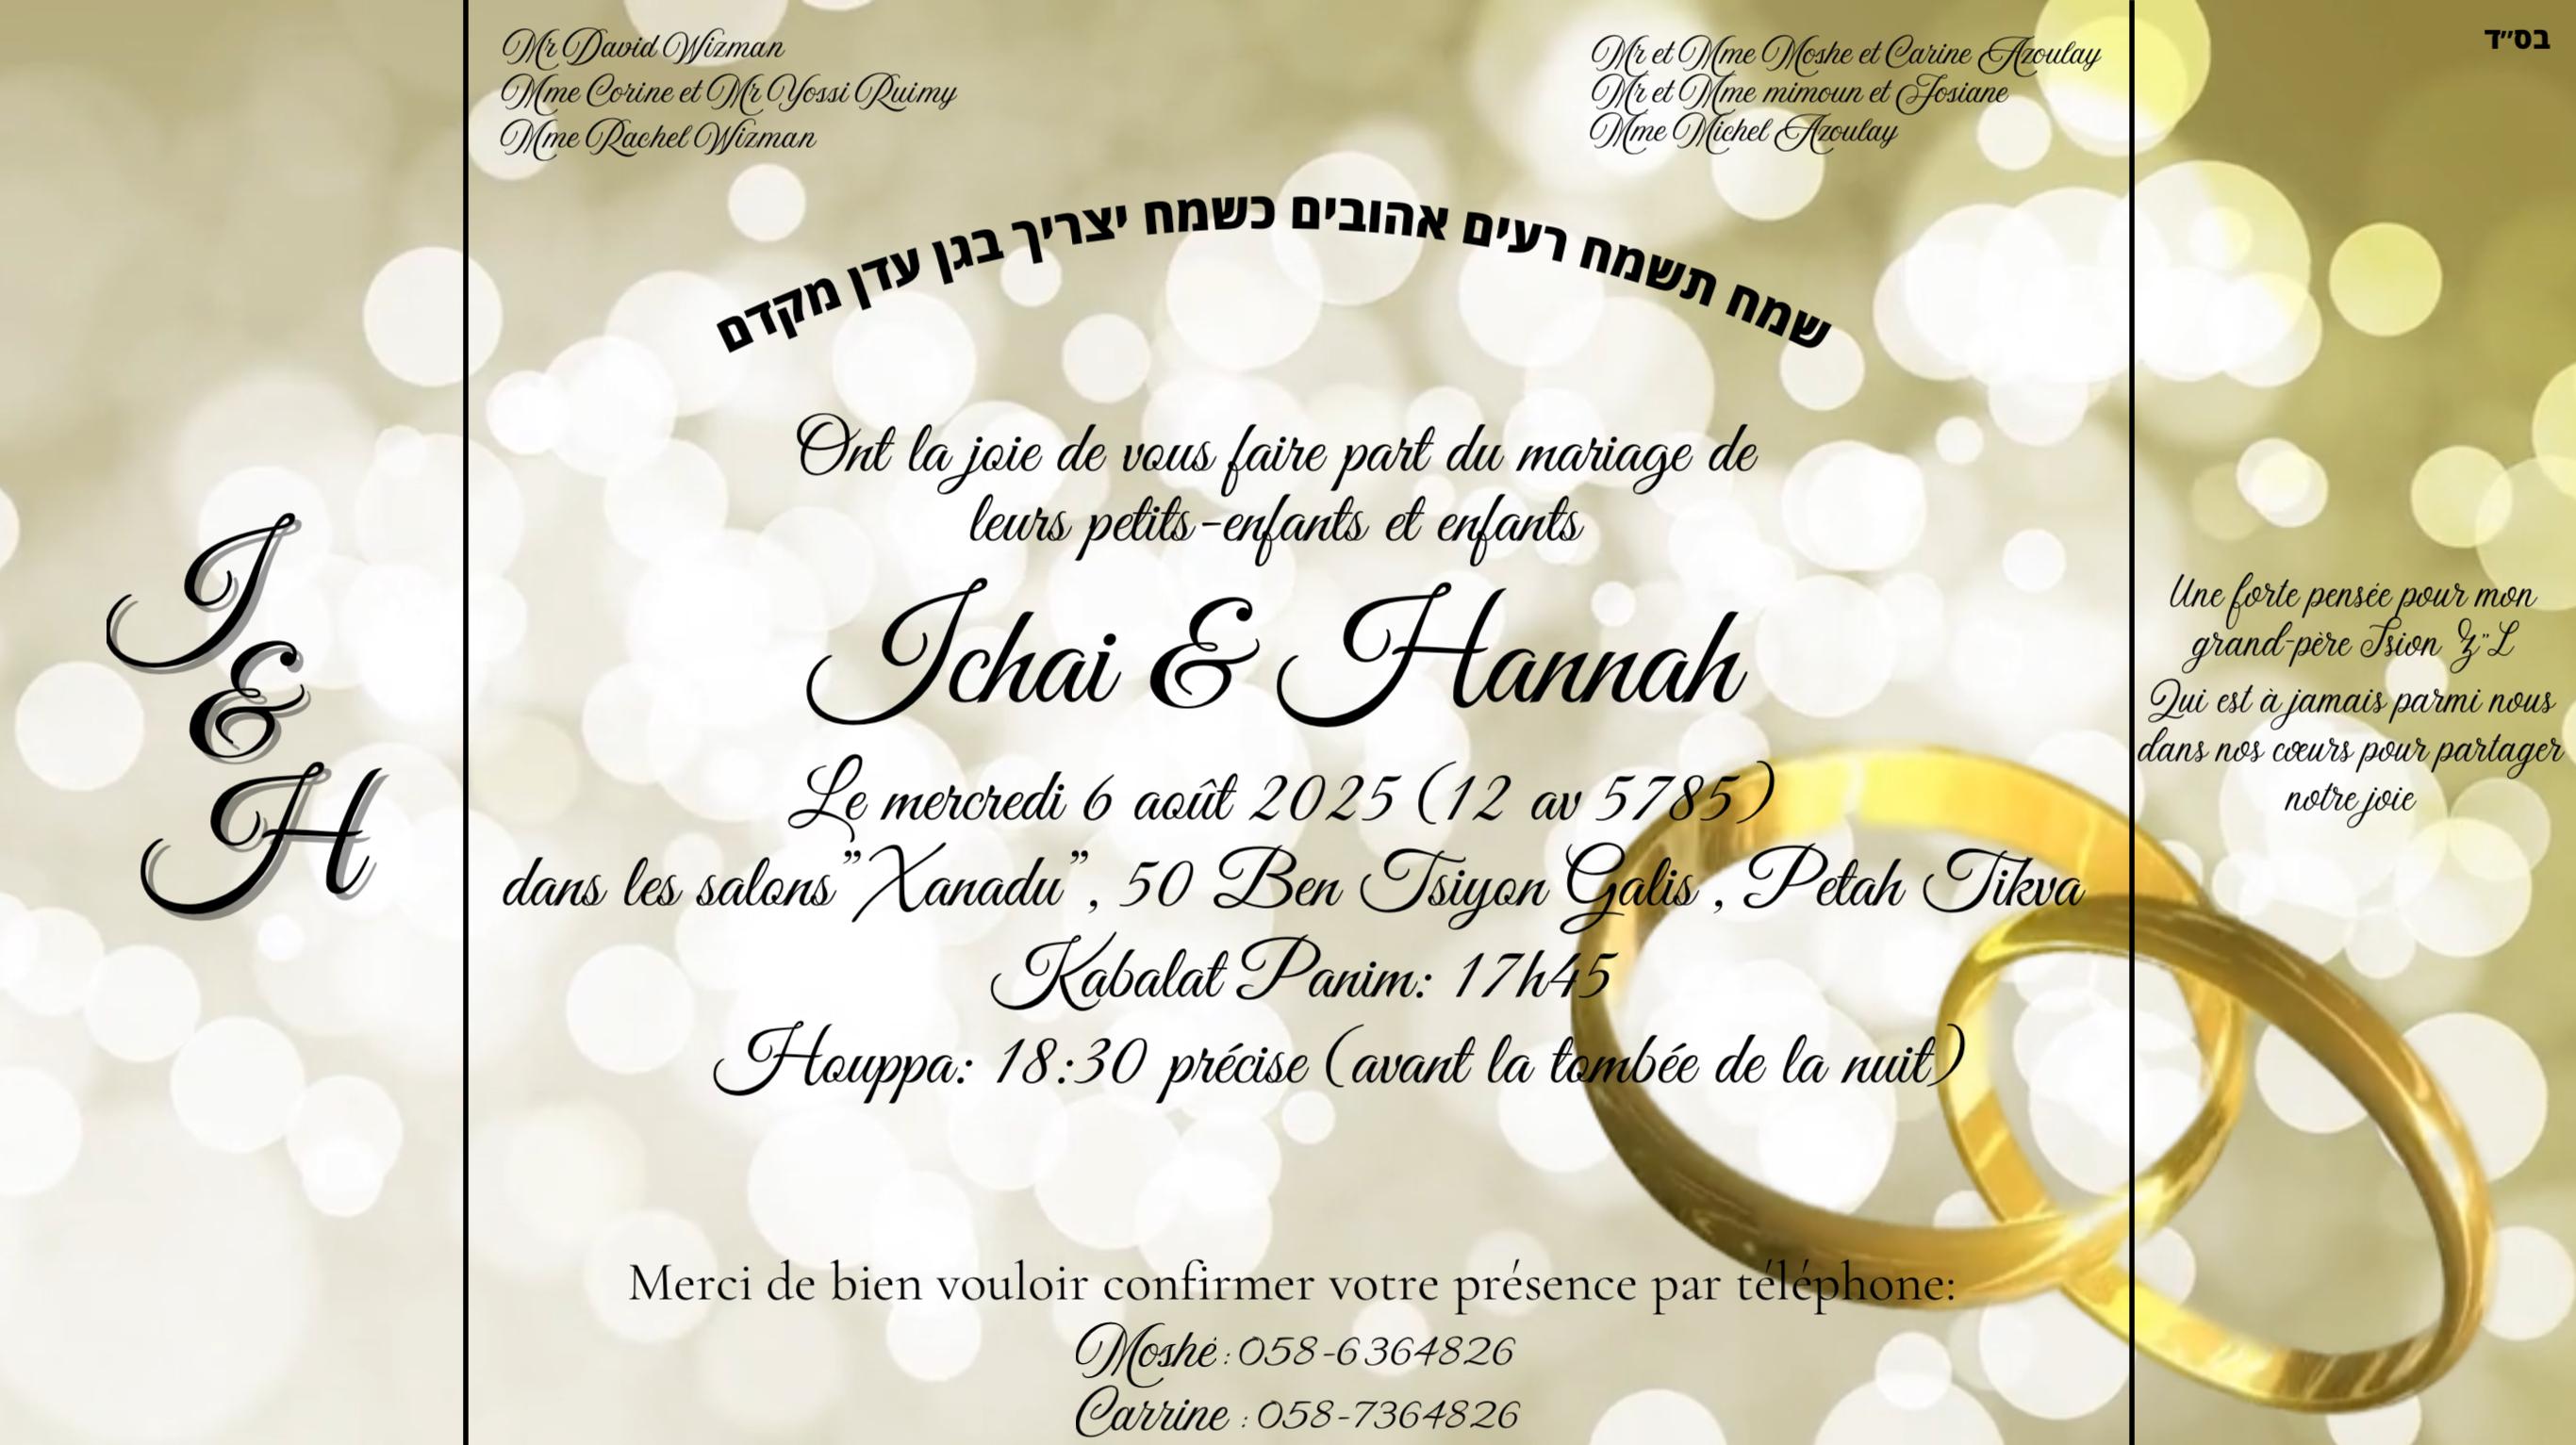 בס״ד
Mr David Wizman
Mme Corine et Mr Yossi Ruimy
Mme Rachel Wizman
Mr et Mme Moshe et Carine Azoulay
Mr et Mme mimoun et Josiane
Mme Michel Azoulay
שמח תשמח רעים אהובים כשמח יצריך בגן עדן מקדם
Ont la joie de vous faire part du mariage de
leurs petits-enfants et enfants
Ichai & Hannah
Le mercredi 6 août 2025 (12 av 5785)
dans les salons "Xanadu", 50 Ben Tsiyon Galis , Petah Tikva
Kabalat Panim: 17h45
Houppa: 18:30 précise (avant la tombée de la nuit)
Merci de bien vouloir confirmer votre présence par téléphone:
Moshé : 058-6364826
Carrine : 058-7364826
I
&
H
Une forte pensée pour mon
grand-père Tsion Z"L
Qui est à jamais parmi nous
dans nos cœurs pour partager
notre joie